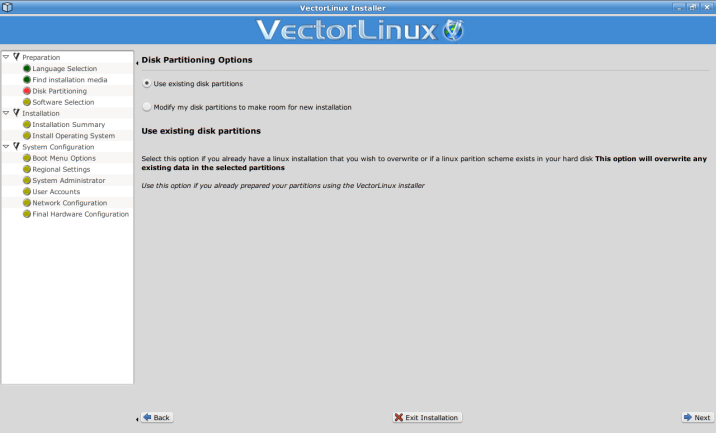 VectorLinux Installer
VectorLinux
Preparation
Language Selection
Find installation media
Disk Partitioning
Software Selection
Installation
Installation Summary
Install Operating System
System Configuration
Boot Menu Options
Regional Settings
System Administrator
User Accounts
Network Configuration
Final Hardware Configuration
Disk Partitioning Options
Use existing disk partitions
Modify my disk partitions to make room for new installation
Use existing disk partitions
Select this option if you already have a linux installation that you wish to overwrite or if a linux parition scheme exists in your hard disk This option will overwrite any
existing data in the selected partitions
Use this option if you already prepared your partitions using the VectorLinux installer
Back
Exit Installation
Next